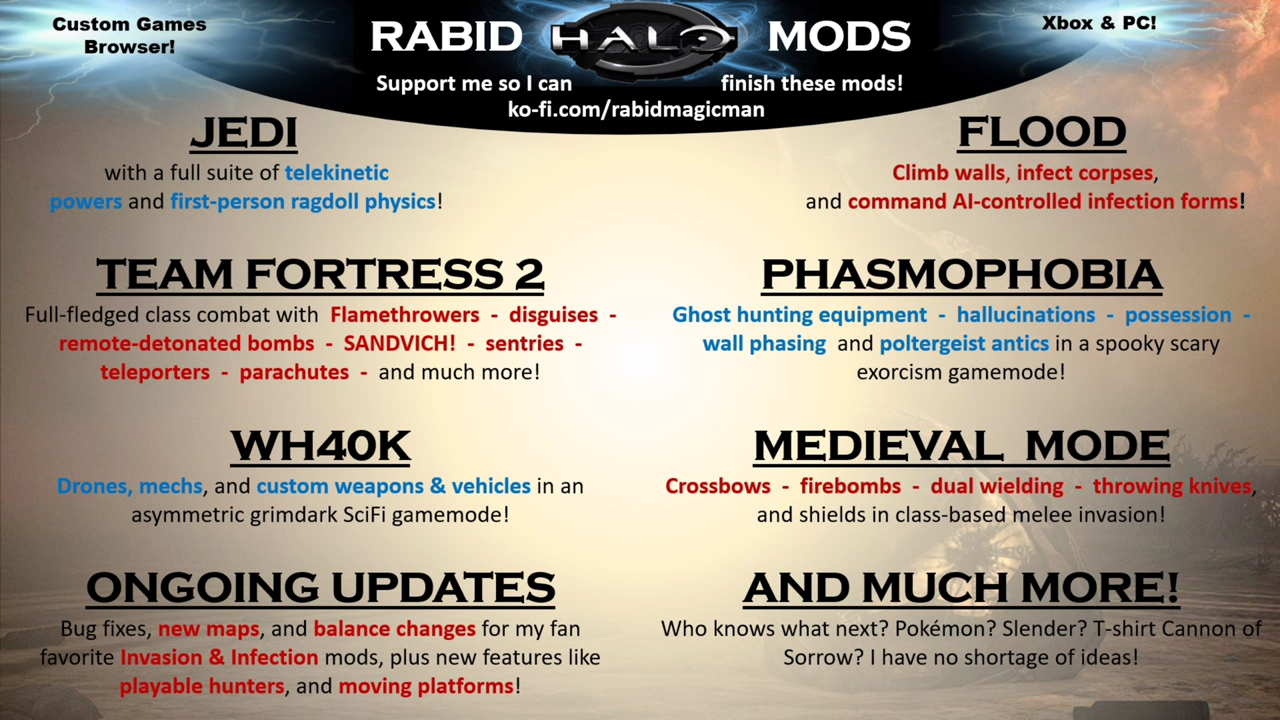 Custom Games
Browser!
RABID HALO MODS
Xbox & PC!
Support me so I can finish these mods!
ko-fi.com/rabidmagicman
JEDI
with a full suite of telekinetic
powers and first-person ragdoll physics!
FLOOD
Climb walls, infect corpses,
and command AI-controlled infection forms!
TEAM FORTRESS 2
Full-fledged class combat with Flamethrowers - disguises -
remote-detonated bombs - SANDVICH! - sentries -
teleporters - parachutes - and much more!
PHASMOPHOBIA
Ghost hunting equipment - hallucinations - possession -
wall phasing and poltergeist antics in a spooky scary
exorcism gamemode!
WH40K
Drones, mechs, and custom weapons & vehicles in an
asymmetric grimdark SciFi gamemode!
MEDIEVAL MODE
Crossbows - firebombs - dual wielding - throwing knives,
and shields in class-based melee invasion!
ONGOING UPDATES
Bug fixes, new maps, and balance changes for my fan
favorite Invasion & Infection mods, plus new features like
playable hunters, and moving platforms!
AND MUCH MORE!
Who knows what next? Pokémon? Slender? T-shirt Cannon of
Sorrow? I have no shortage of ideas!